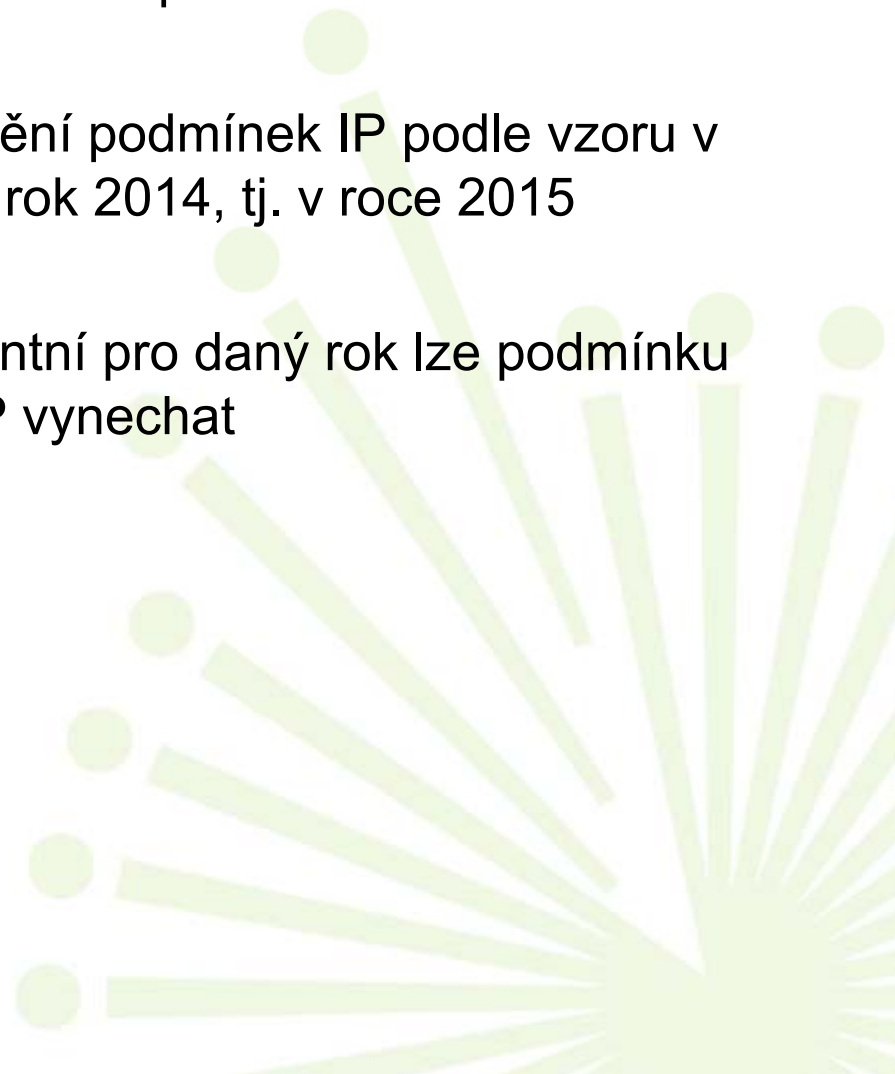 ění podmínek IP podle vzoru v
rok 2014, tj. v roce 2015
ntní pro daný rok lze podmínku
vynechat